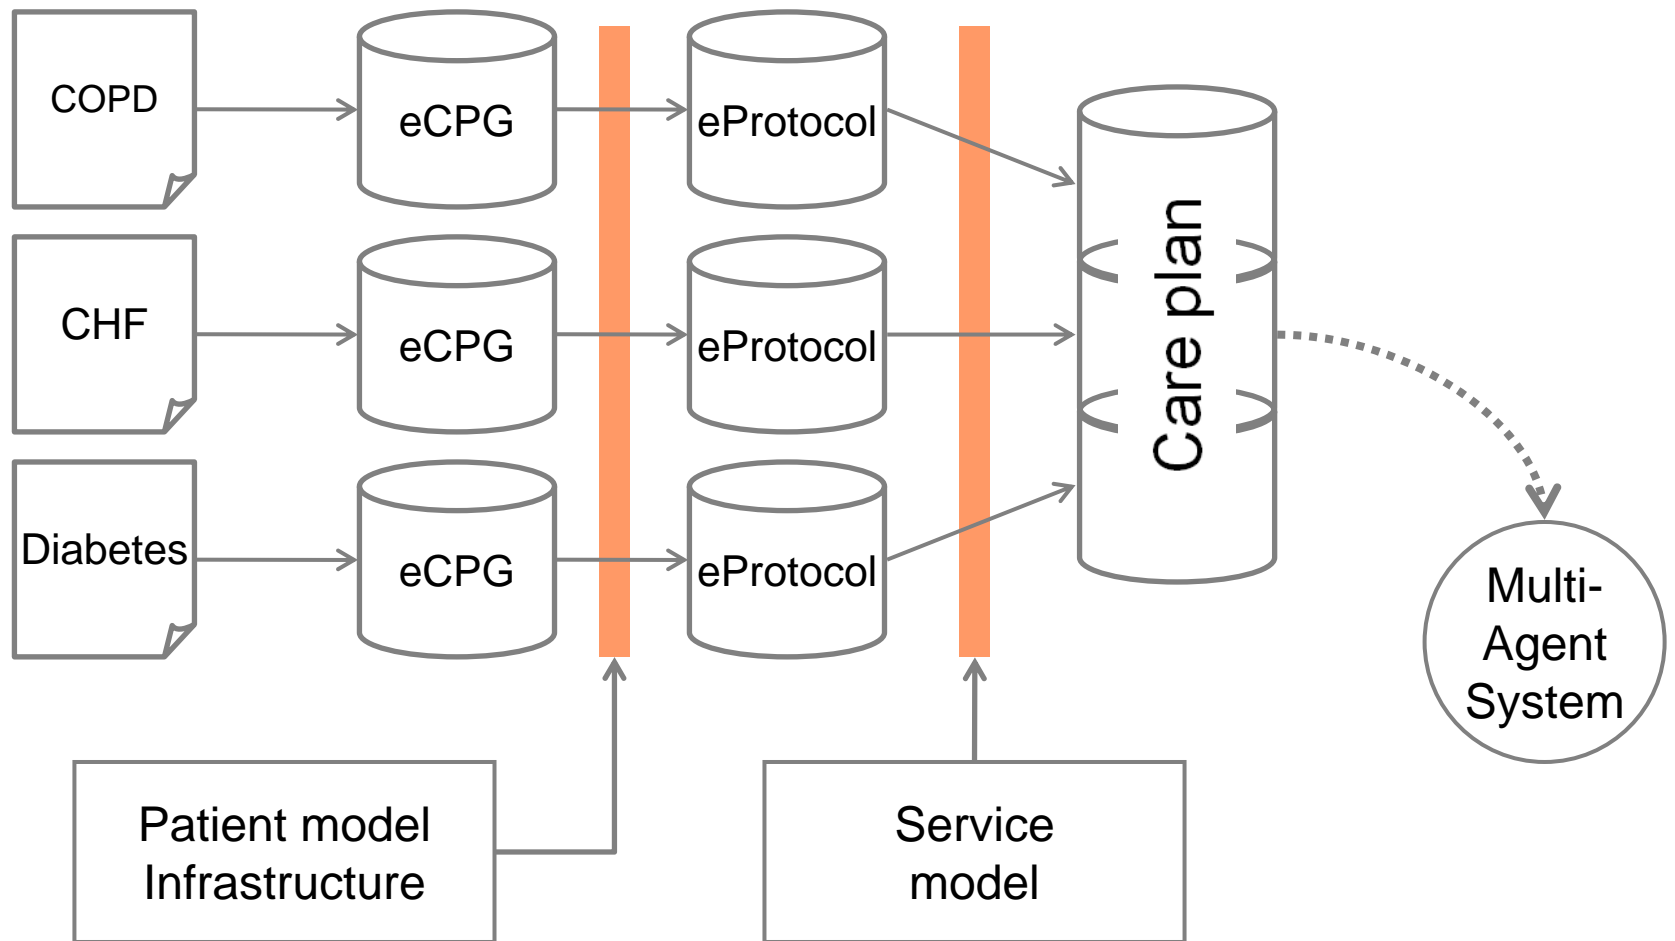 COPD
eCPG
eProtocol
CHF
eCPG
eProtocol
Diabetes
eCPG
eProtocol
Care plan
Multi-
Agent
System
Patient model
Infrastructure
Service
model